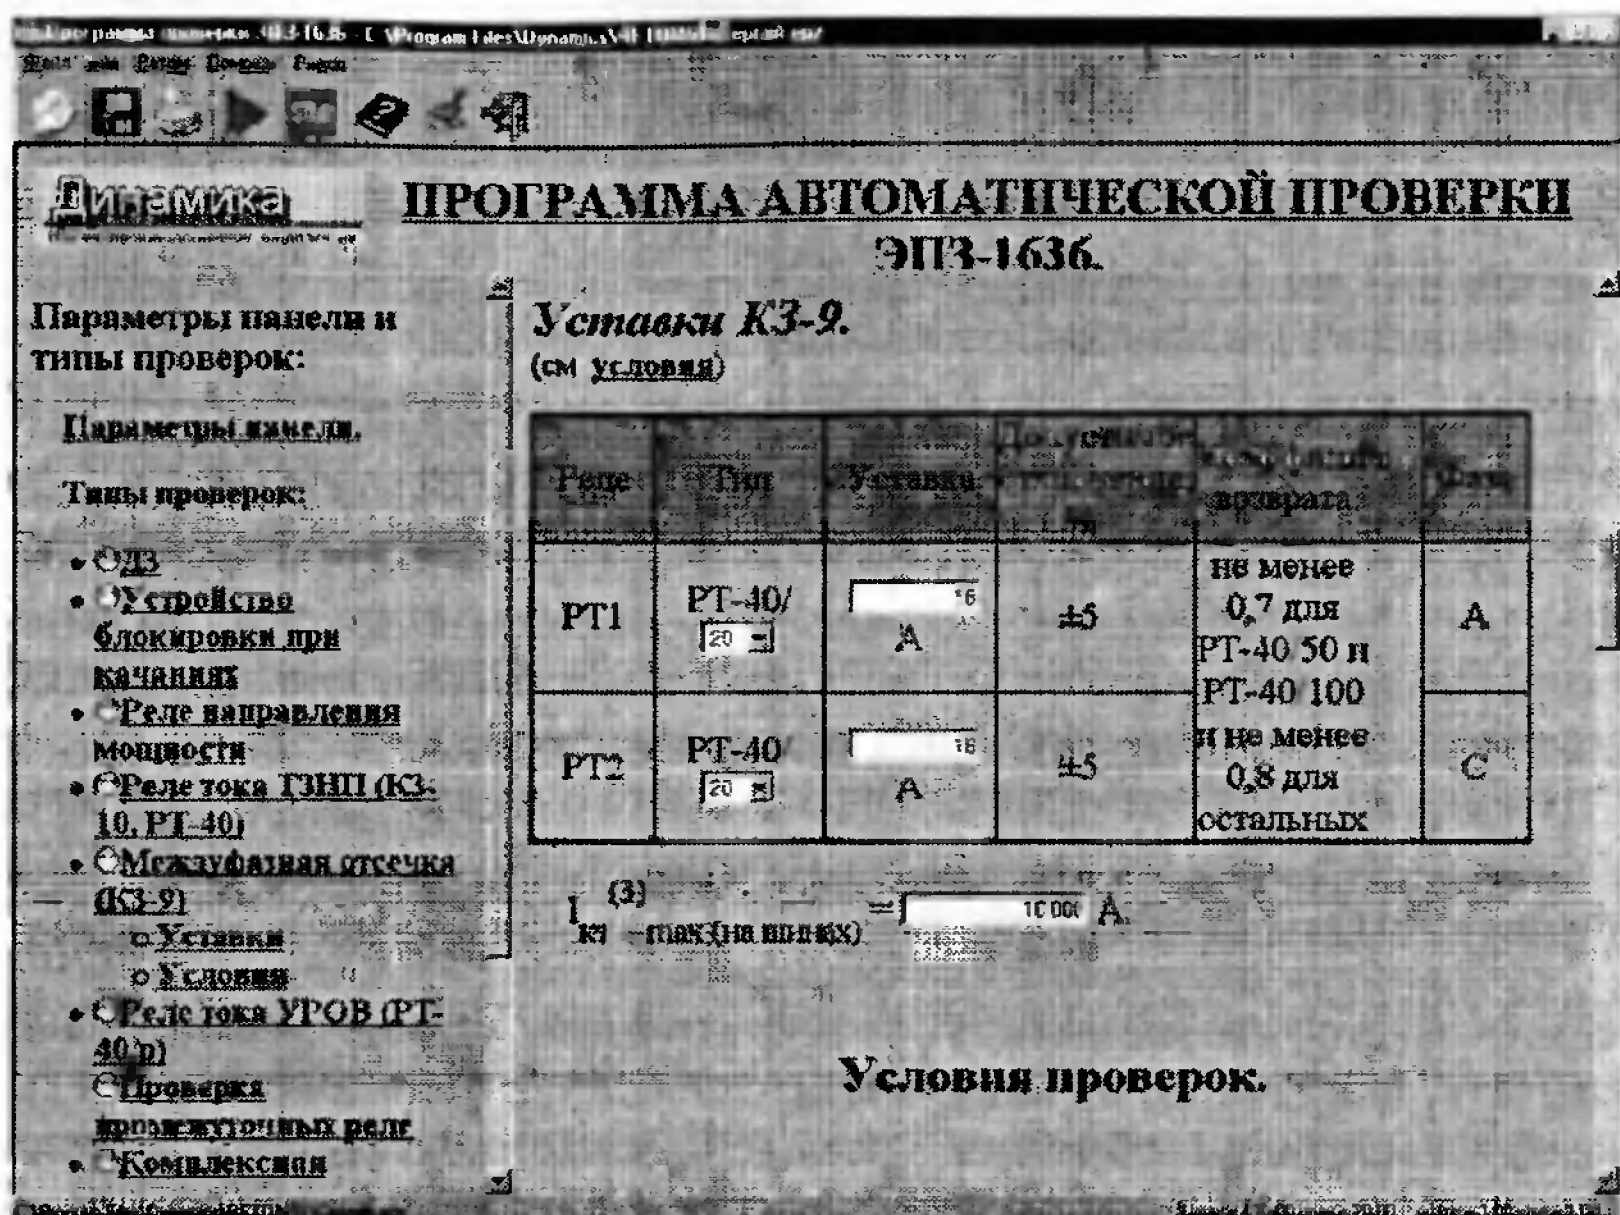 Динамика
ПРОГРАММА АВТОМАТИЧЕСКОЙ ПРОВЕРКИ
ЭПЗ-1636.
Параметры панели и
типы проверок:
Параметры панели.
Типы проверок:
ДЗ
Устройство
блокировки при
качаниях
Реле направления
мощности
Реле тока ТЗНП (КЗ-
10, РТ-40)
Междуфазная отсечка
(КЗ-9)
Уставки
Условия
Реле тока УРОВ (РТ-
40/р)
Проверка
промежуточных реле
Комплексная
Уставки КЗ-9.
(см условия)
Реле Тип Уставка
возврата
РТ1 РТ-40/ 20 16 А ±5 А
РТ2 РТ-40/ 20 16 А ±5 С
не менее
0,7 для
РТ-40 50 и
РТ-40 100
и не менее
0,8 для
остальных
I (3) кз -max (на шинах) = 10 000 А.
Условия проверок.